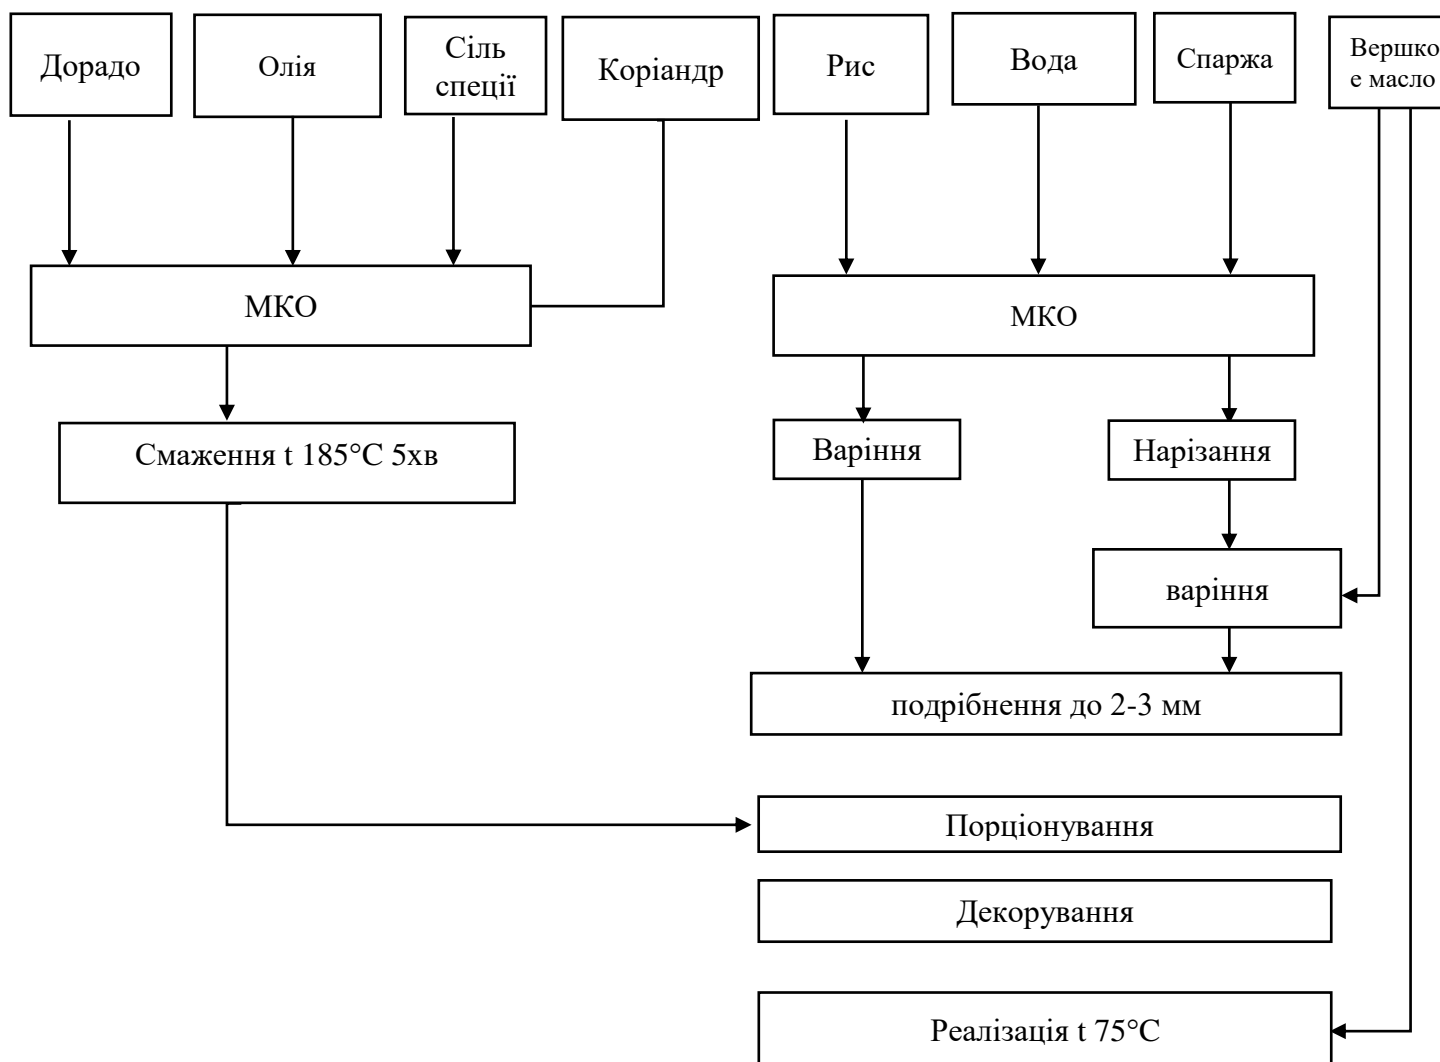 Дорадо
Олія
Сіль
спеції
Коріандр
Рис
Вода
Спаржа
Вершко
е масло
МКО
МКО
Смаження t 185°C 5хв
Варіння
Нарізання
варіння
подрібнення до 2-3 мм
Порціонування
Декорування
Реалізація t 75°C